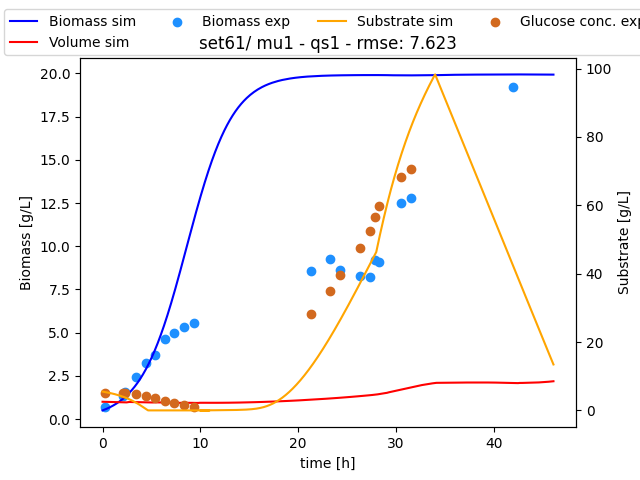 Biomass sim
Biomass exp
Substrate sim
Glucose conc. exp
Volume sim
set61/ mu1 - qs1 - rmse: 7.623
20.0
17.5
15.0
12.5
10.0
7.5
5.0
2.5
0.0
Biomass [g/L]
100
80
60
40
20
0
Substrate [g/L]
0
10
20
30
40
time [h]